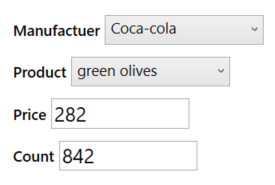 Manufactuer Coca-cola
Product green olives
Price 282
Count 842